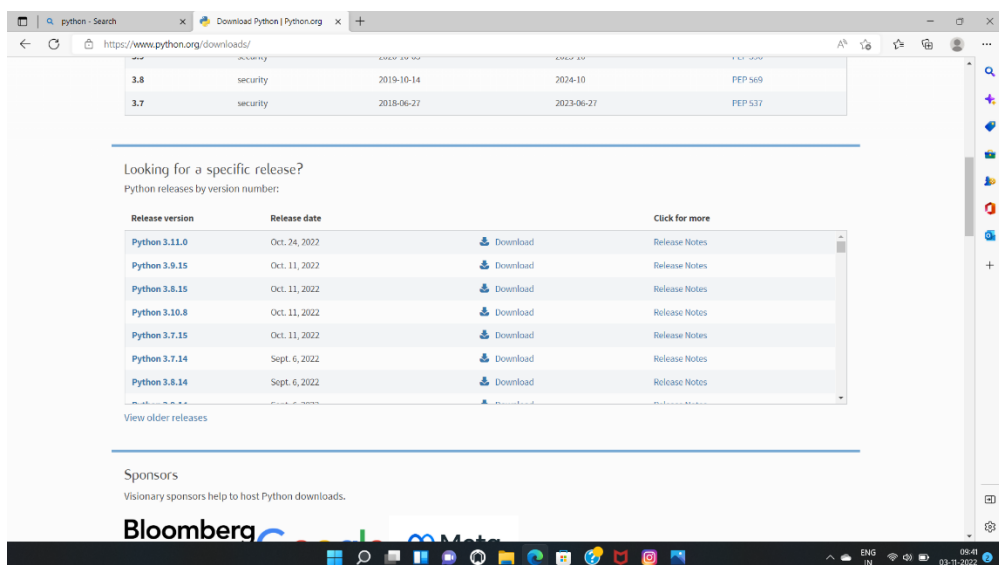 python - Search
Download Python | Python.org
https://www.python.org/downloads/
3.8 security 2019-10-14 2024-10 PEP 569
3.7 security 2018-06-27 2023-06-27 PEP 537
Looking for a specific release?
Python releases by version number:
Release version Release date Click for more
Python 3.11.0 Oct. 24, 2022 Download Release Notes
Python 3.9.15 Oct. 11, 2022 Download Release Notes
Python 3.8.15 Oct. 11, 2022 Download Release Notes
Python 3.10.8 Oct. 11, 2022 Download Release Notes
Python 3.7.15 Oct. 11, 2022 Download Release Notes
Python 3.7.14 Sept. 6, 2022 Download Release Notes
Python 3.8.14 Sept. 6, 2022 Download Release Notes
View older releases
Sponsors
Visionary sponsors help to host Python downloads.
Bloomberg Google Meta
ENG 09:41
IN 03-11-2022